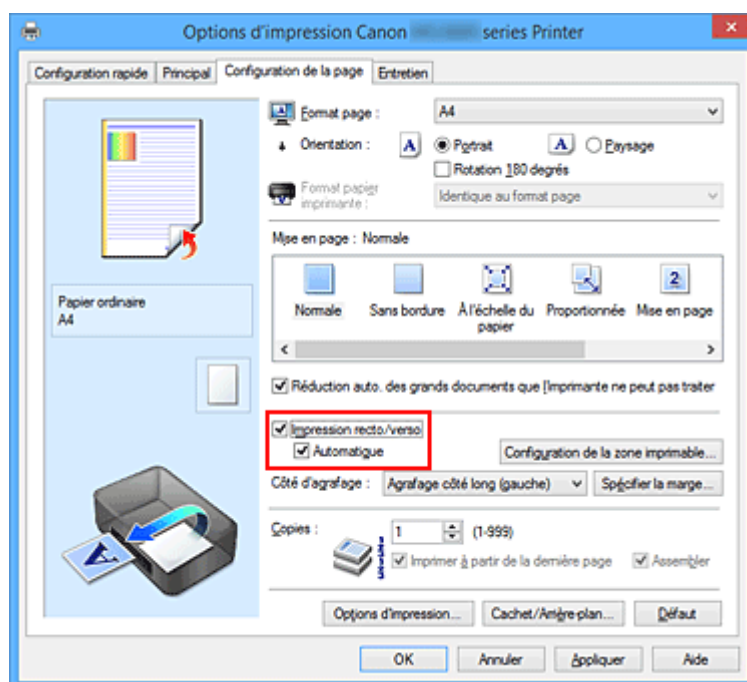 Options d'impression Canon series Printer
Configuration rapide Principal Configuration de la page Entretien
Format page : A4
Orientation : A Portrait A Paysage
Rotation 180 degrés
Format papier imprimante : Identique au format page
Mise en page : Normale
Normale Sans bordure À l'échelle du papier Proportionnée Mise en page
2
Papier ordinaire
A4
Réduction auto. des grands documents que l'imprimante ne peut pas traiter
Impression recto/verso
Automatique Configuration de la zone imprimable...
Côté d'agrafage : Agrafage côté long (gauche) Spécifier la marge...
Copies : 1 (1-999)
Imprimer à partir de la dernière page Assembler
Options d'impression... Cachet/Arrière-plan... Défaut
OK Annuler Appliquer Aide